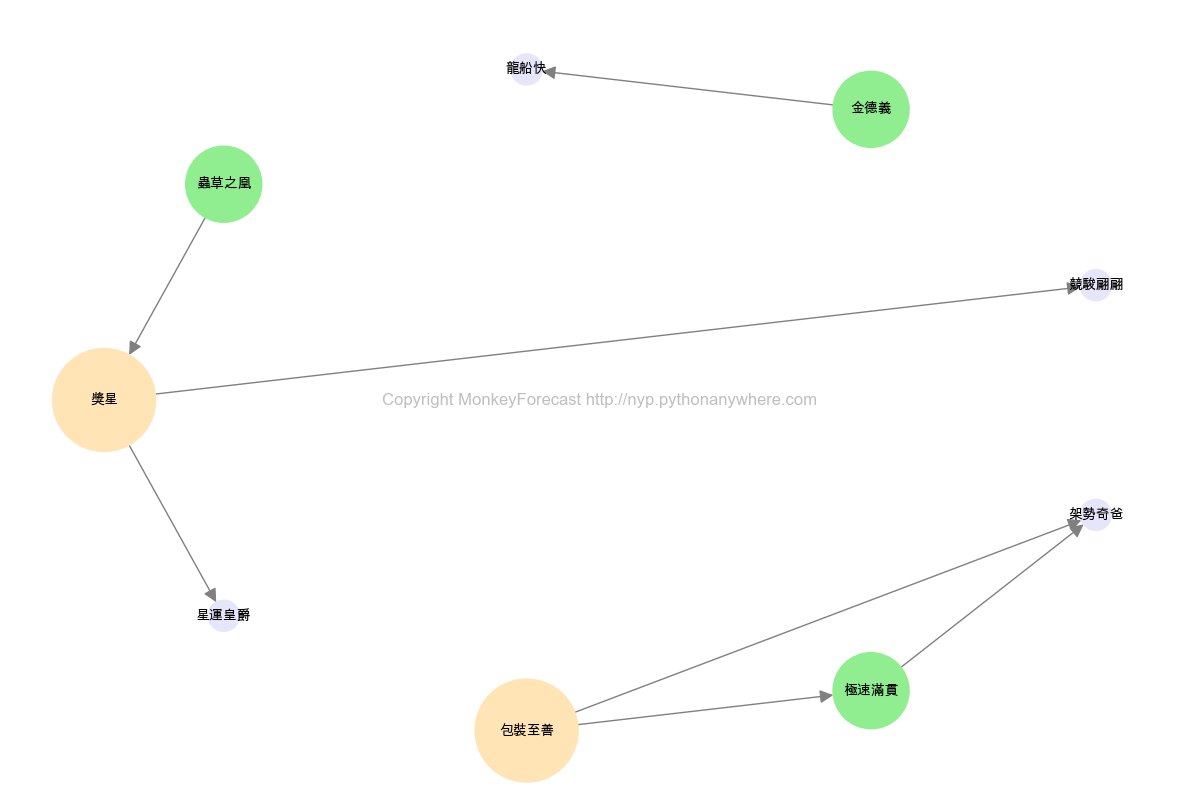 龍船快
金德義
蟲草之凰
競駿翩翩
獎星
Copyright MonkeyForecast http://nyp.pythonanywhere.com
架勢奇爸
星運皇爵
極速滿貫
包裝至善